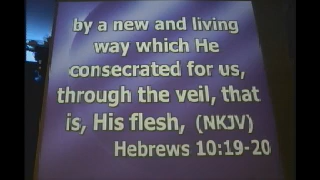 by a new and living
way which He
consecrated for us,
through the veil, that
is, His flesh, (NKJV)
Hebrews 10:19-20